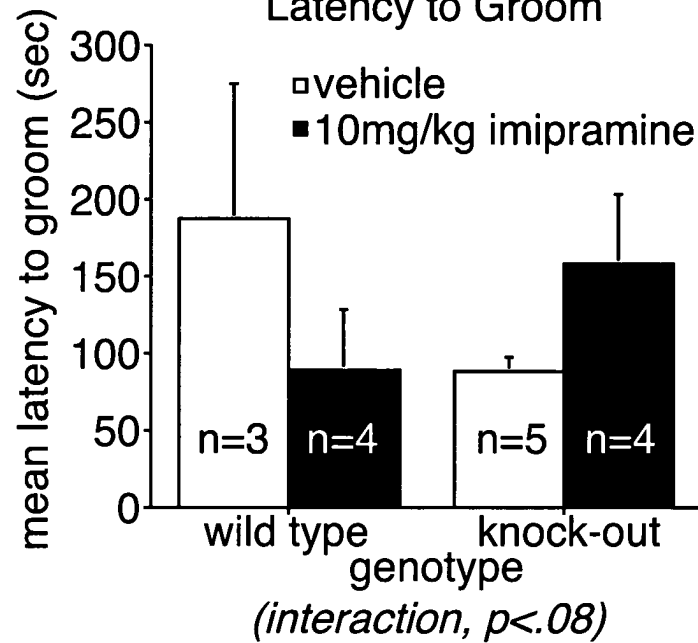 Latency to Groom
mean latency to groom (sec)
300
250
200
150
100
50
0
vehicle
10mg/kg imipramine
n=3 n=4 n=5 n=4
wild type knock-out
genotype
(interaction, p<.08)